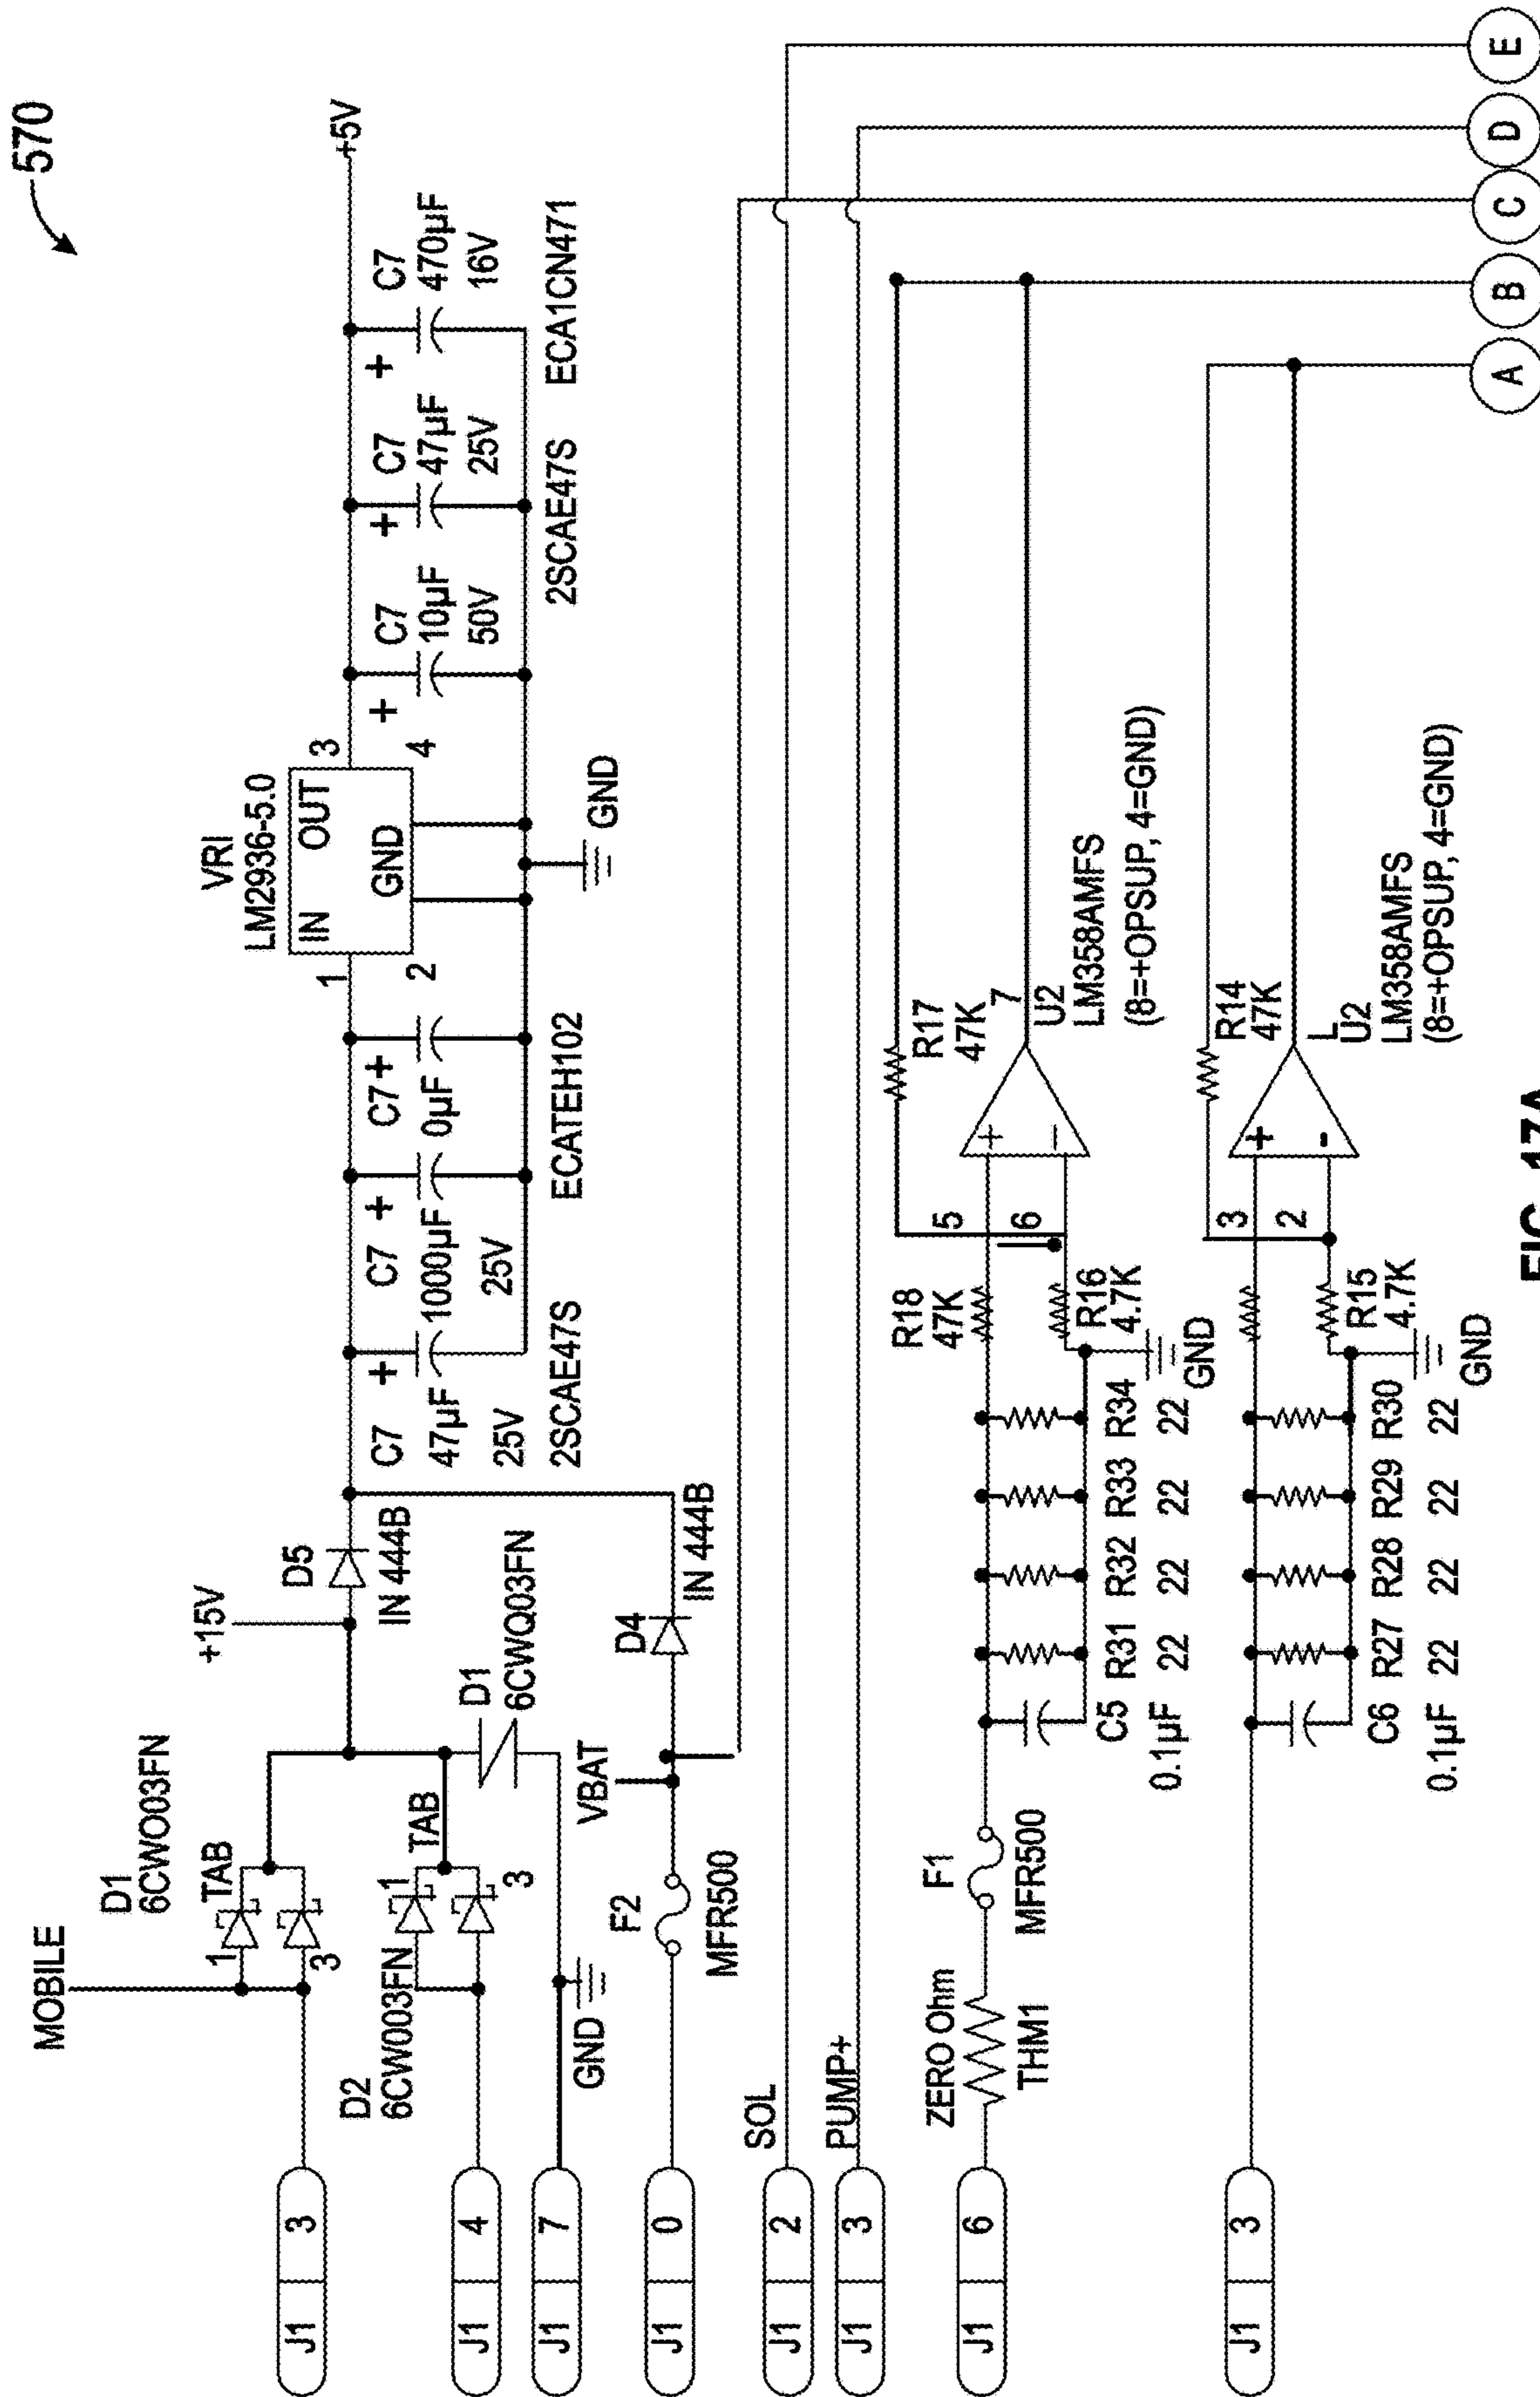 570
MOBILE
D1
6CWO03FN
TAB
1
3
J1 3
+15V
D5
IN 444B
D2
6CW003FN
1
TAB
3
J1 4
D1
6CWQ03FN
J1 7
GND
C7
47µF
25V
2SCAE47S
C7
1000µF
25V
C7
0µF
ECATEH102
VRI
LM2936-5.0
IN OUT
GND
1
2
3
4
GND
C7
10µF
50V
C7
47µF
25V
2SCAE47S
C7
470µF
16V
ECA1CN471
+5V
J1 0
F2
MFR500
VBAT
D4
IN 444B
J1 2
SOL
J1 3
PUMP+
J1 6
ZERO Ohm
THM1
F1
MFR500
C5
0.1µF
R31
22
R32
22
R33
22
R34
22
GND
R18
47K
R16
4.7K
5
6
R17
47K
7
U2
LM358AMFS
(8=+OPSUP, 4=GND)
J1 3
C6
0.1µF
R27
22
R28
22
R29
22
R30
22
GND
R15
4.7K
3
2
R14
47K
L
U2
LM358AMFS
(8=+OPSUP, 4=GND)
A
B
C
D
E
FIG. 17A